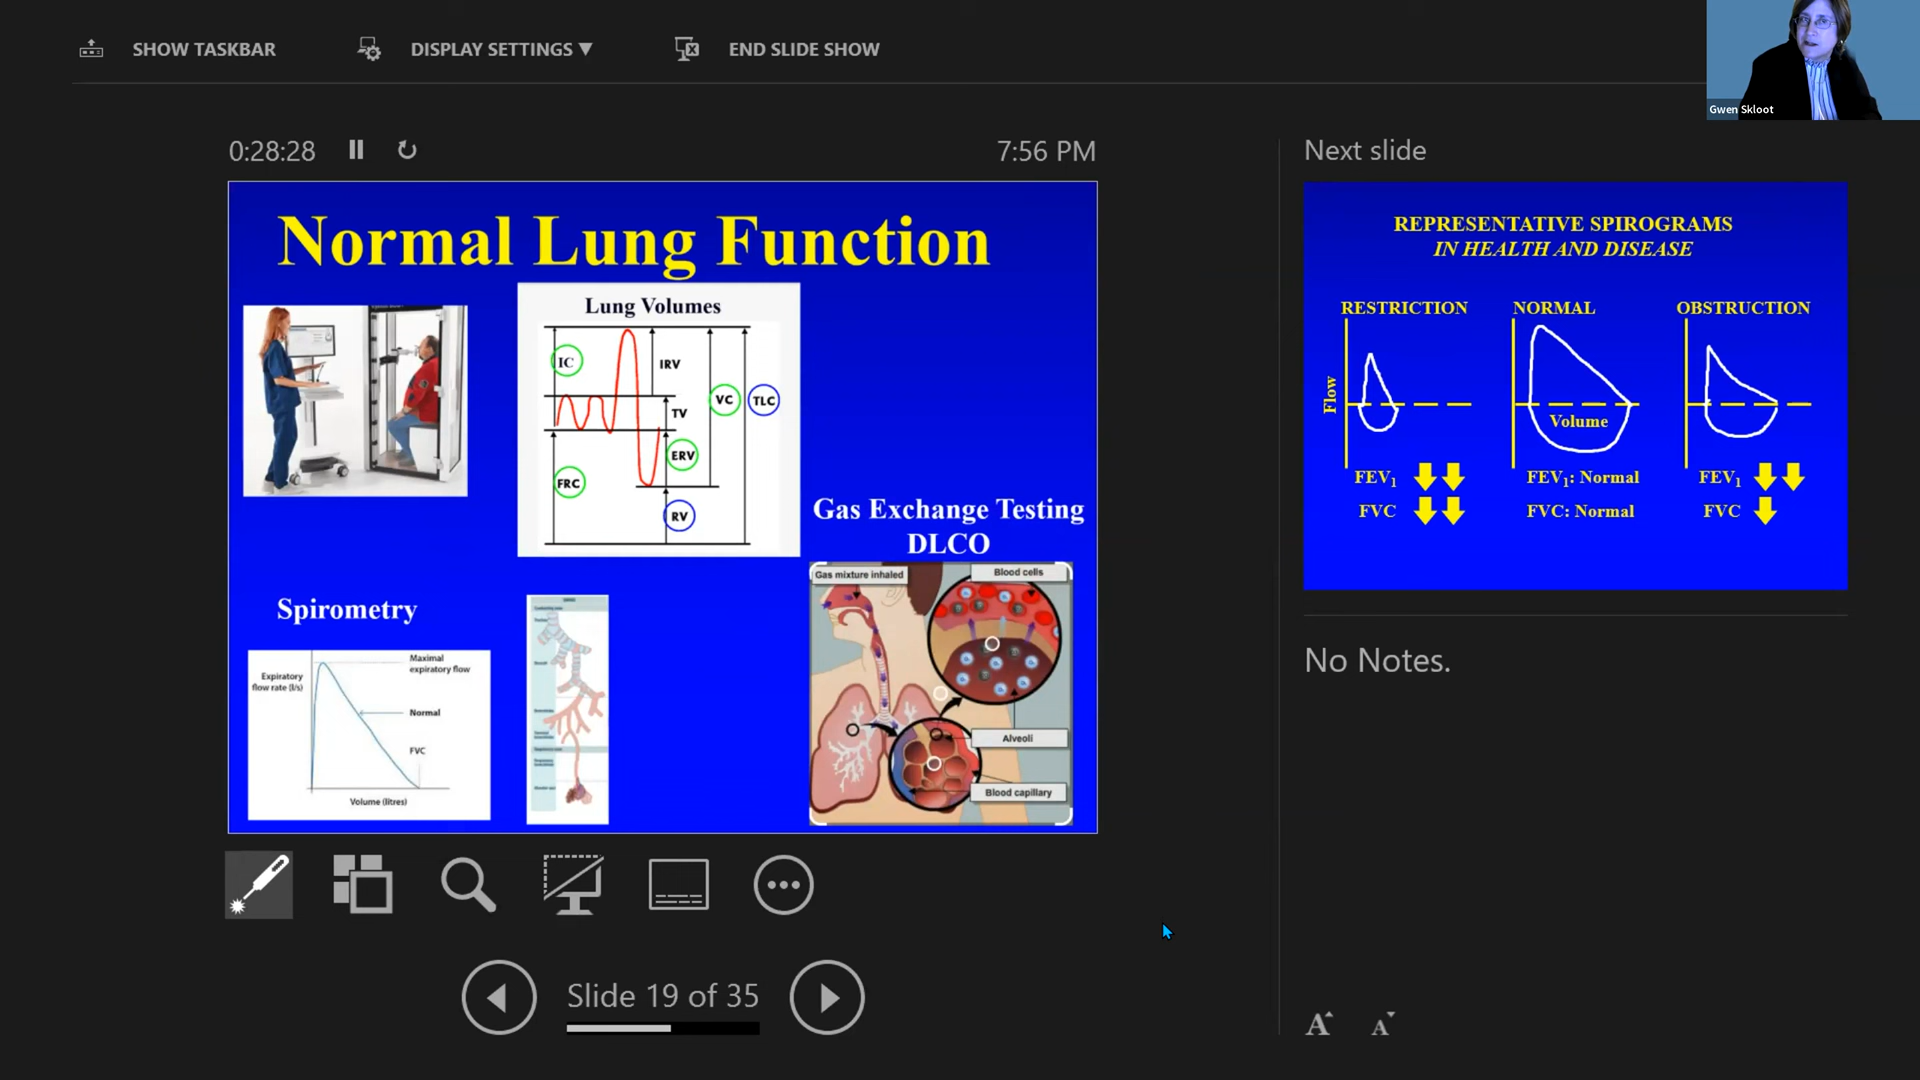 SHOW TASKBAR
DISPLAY SETTINGS ▼
END SLIDE SHOW
Gwen Skloot
0:28:28
7:56 PM
Normal Lung Function
Lung Volumes
IC
IRV
VC
TLC
TV
ERV
FRC
RV
Gas Exchange Testing
DLCO
Gas mixture inhaled
Blood cells
Alveoli
Blood capillary
Spirometry
Expiratory
flow rate (l/s)
Maximal
expiratory flow
Normal
FVC
Volume (litres)
Slide 19 of 35
Next slide
REPRESENTATIVE SPIROGRAMS
IN HEALTH AND DISEASE
RESTRICTION
NORMAL
OBSTRUCTION
Flow
Volume
FEV₁
FEV₁: Normal
FEV₁
FVC
FVC: Normal
FVC
No Notes.
A
A